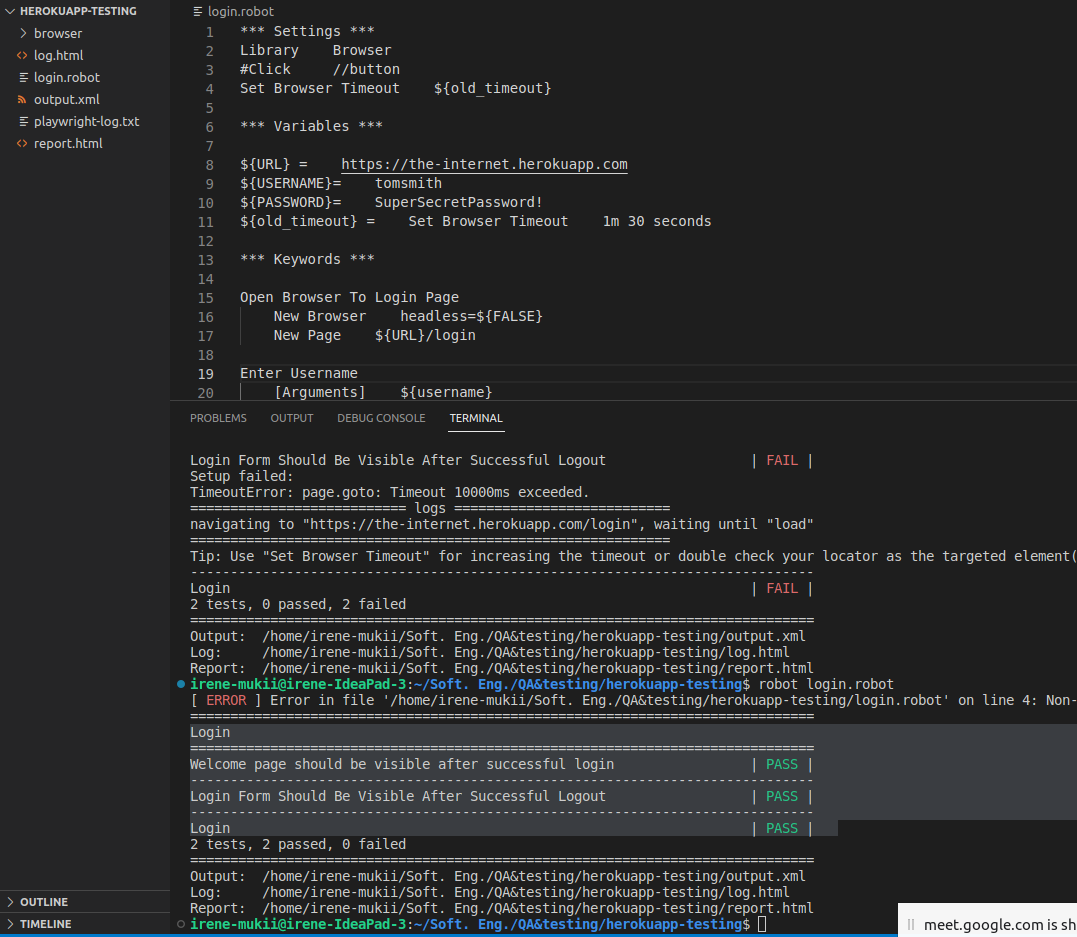 HEROKUAPP-TESTING
browser
log.html
login.robot
output.xml
playwright-log.txt
report.html
OUTLINE
TIMELINE
login.robot
1 *** Settings ***
2 Library    Browser
3 #Click     //button
4 Set Browser Timeout    ${old_timeout}
5
6 *** Variables ***
7
8 ${URL} =    https://the-internet.herokuapp.com
9 ${USERNAME}=    tomsmith
10 ${PASSWORD}=    SuperSecretPassword!
11 ${old_timeout} =    Set Browser Timeout    1m 30 seconds
12
13 *** Keywords ***
14
15 Open Browser To Login Page
16     New Browser    headless=${FALSE}
17     New Page    ${URL}/login
18
19 Enter Username
20     [Arguments]    ${username}
PROBLEMS OUTPUT DEBUG CONSOLE TERMINAL
Login Form Should Be Visible After Successful Logout                  | FAIL |
Setup failed:
TimeoutError: page.goto: Timeout 10000ms exceeded.
=========================== logs ===========================
navigating to "https://the-internet.herokuapp.com/login", waiting until "load"
============================================================
Tip: Use "Set Browser Timeout" for increasing the timeout or double check your locator as the targeted element(
------------------------------------------------------------------------------
Login                                                                 | FAIL |
2 tests, 0 passed, 2 failed
==============================================================================
Output:  /home/irene-mukii/Soft. Eng./QA&testing/herokuapp-testing/output.xml
Log:     /home/irene-mukii/Soft. Eng./QA&testing/herokuapp-testing/log.html
Report:  /home/irene-mukii/Soft. Eng./QA&testing/herokuapp-testing/report.html
irene-mukii@irene-IdeaPad-3:~/Soft. Eng./QA&testing/herokuapp-testing$ robot login.robot
[ ERROR ] Error in file '/home/irene-mukii/Soft. Eng./QA&testing/herokuapp-testing/login.robot' on line 4: Non-
==============================================================================
Login
==============================================================================
Welcome page should be visible after successful login                 | PASS |
------------------------------------------------------------------------------
Login Form Should Be Visible After Successful Logout                  | PASS |
------------------------------------------------------------------------------
Login                                                                 | PASS |
2 tests, 2 passed, 0 failed
==============================================================================
Output:  /home/irene-mukii/Soft. Eng./QA&testing/herokuapp-testing/output.xml
Log:     /home/irene-mukii/Soft. Eng./QA&testing/herokuapp-testing/log.html
Report:  /home/irene-mukii/Soft. Eng./QA&testing/herokuapp-testing/report.html
irene-mukii@irene-IdeaPad-3:~/Soft. Eng./QA&testing/herokuapp-testing$
meet.google.com is sh